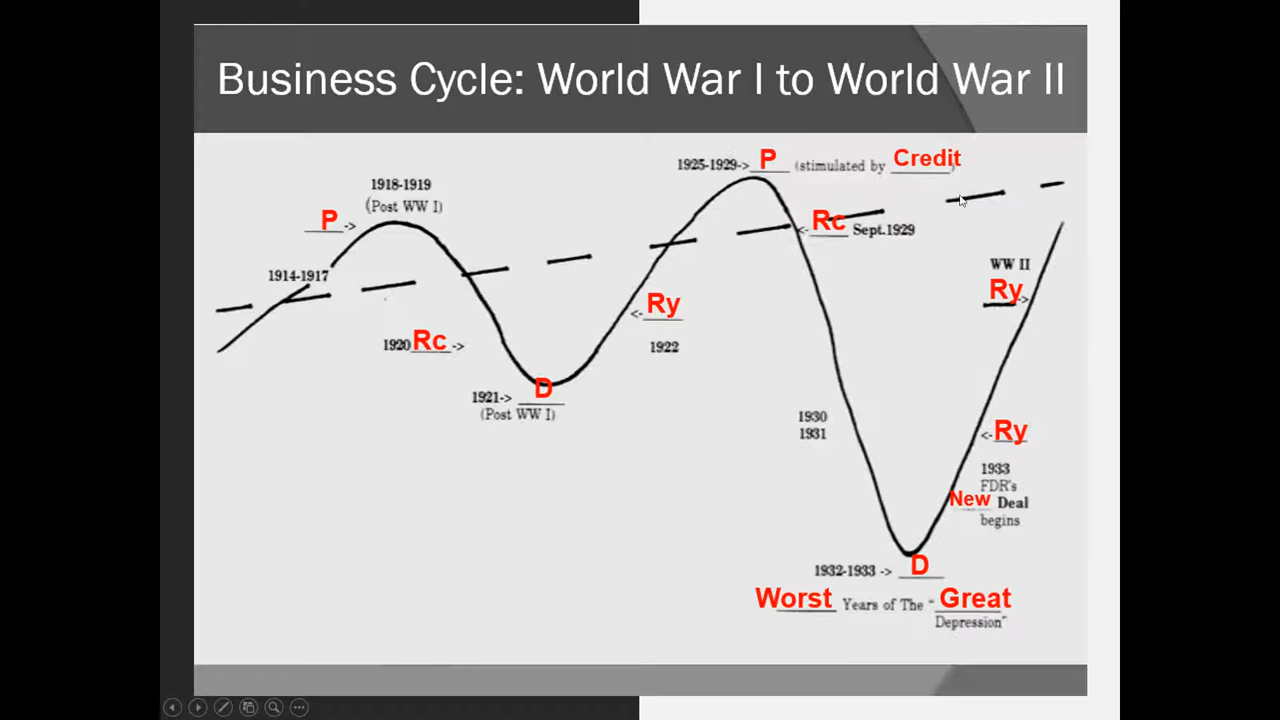 Business Cycle: World War I to World War II
1925-1929-> P (stimulated by Credit)
1918-1919
(Post WW I)
P ->
<- Rc Sept.1929
1914-1917
WW II
Ry ->
<- Ry
1922
1920 Rc ->
1921-> D
(Post WW I)
1930
1931
<- Ry
1933
FDR's
New Deal
begins
1932-1933 -> D
Worst Years of The "Great
Depression"